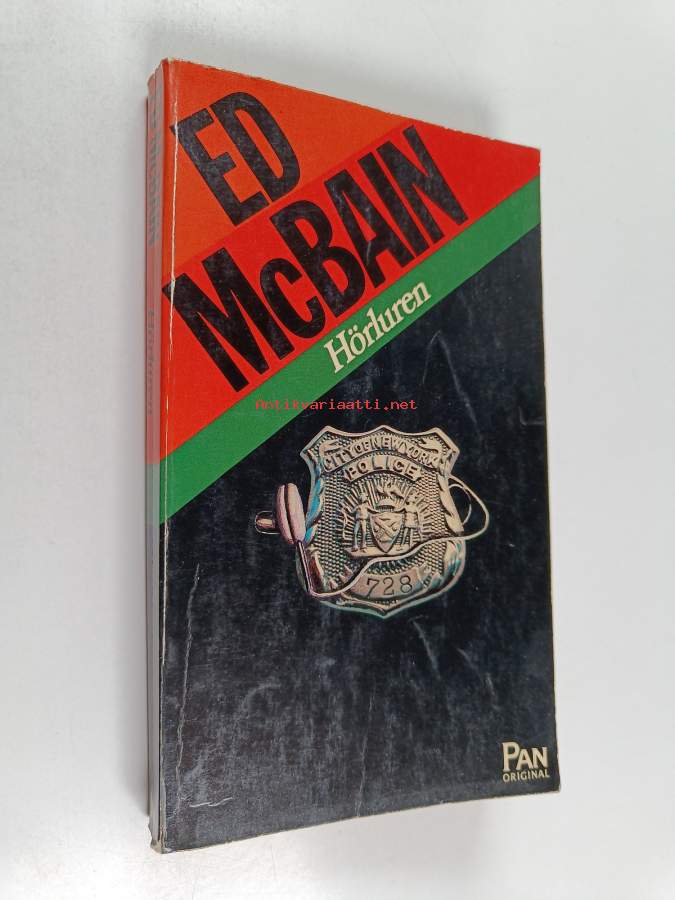 ED
McBAIN
Hörluren
Antikvariaatti.net
CITY OF NEW YORK
POLICE
728
PAN
ORIGINAL